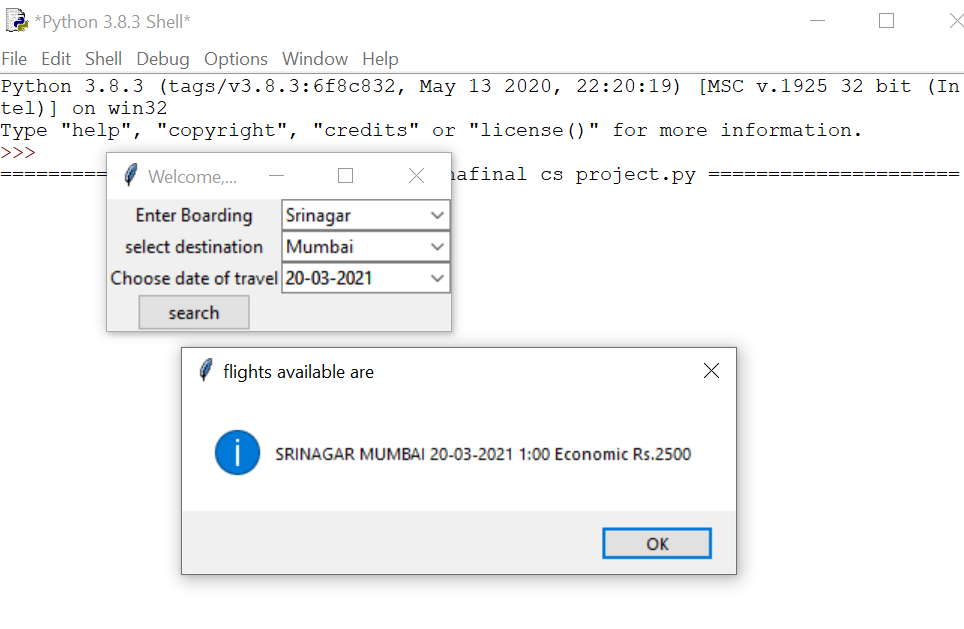 *Python 3.8.3 Shell*
File Edit Shell Debug Options Window Help
Python 3.8.3 (tags/v3.8.3:6f8c832, May 13 2020, 22:20:19) [MSC v.1925 32 bit (In
tel)] on win32
Type "help", "copyright", "credits" or "license()" for more information.
>>>
========= cs project.py =====================
Welcome,...
Enter Boarding Srinagar
select destination Mumbai
Choose date of travel 20-03-2021
search
flights available are
SRINAGAR MUMBAI 20-03-2021 1:00 Economic Rs.2500
OK